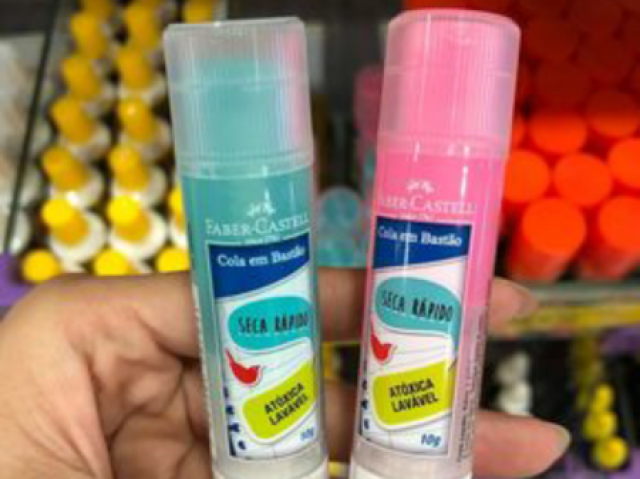 FABER-CASTELL
Cola em Bastão
SECA RÁPIDO
ATÓXICA
LAVÁVEL
10g
FABER-CASTELL
Cola em Bastão
SECA RÁPIDO
ATÓXICA
LAVÁVEL
10g